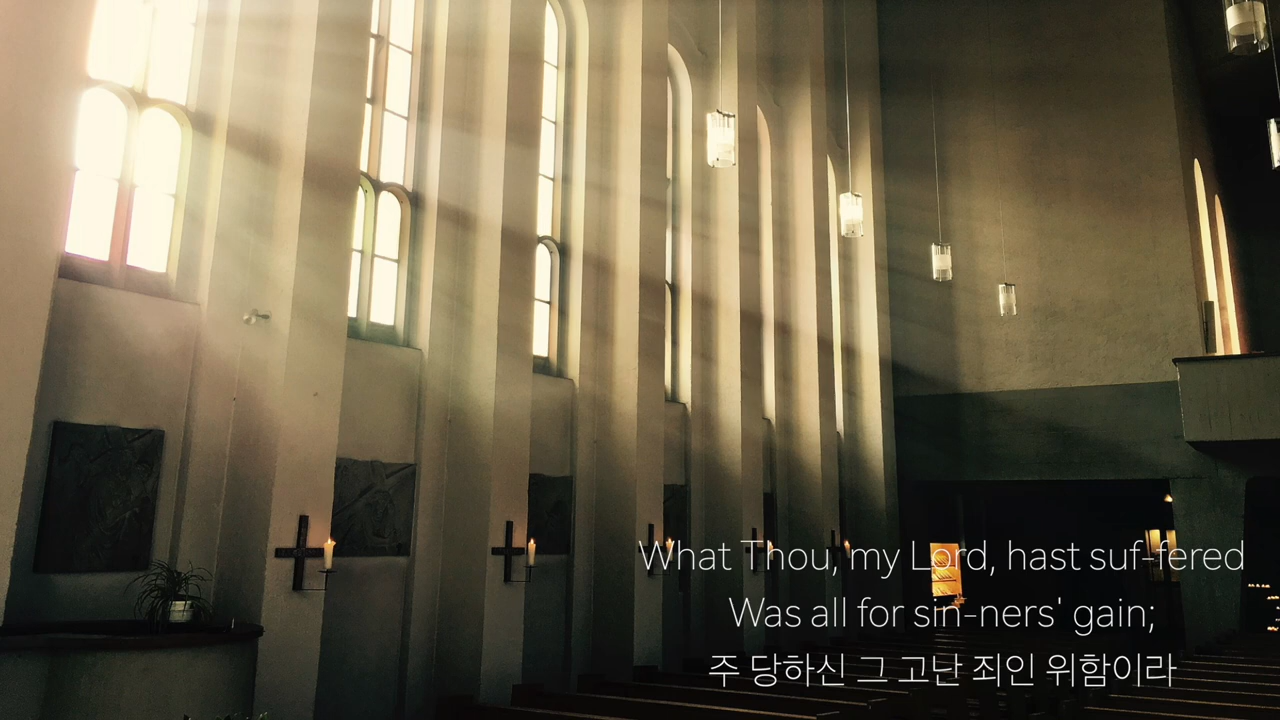 What Thou, my Lord, hast suf-fered
Was all for sin-ners' gain;
주 당하신 그 고난 죄인 위함이라